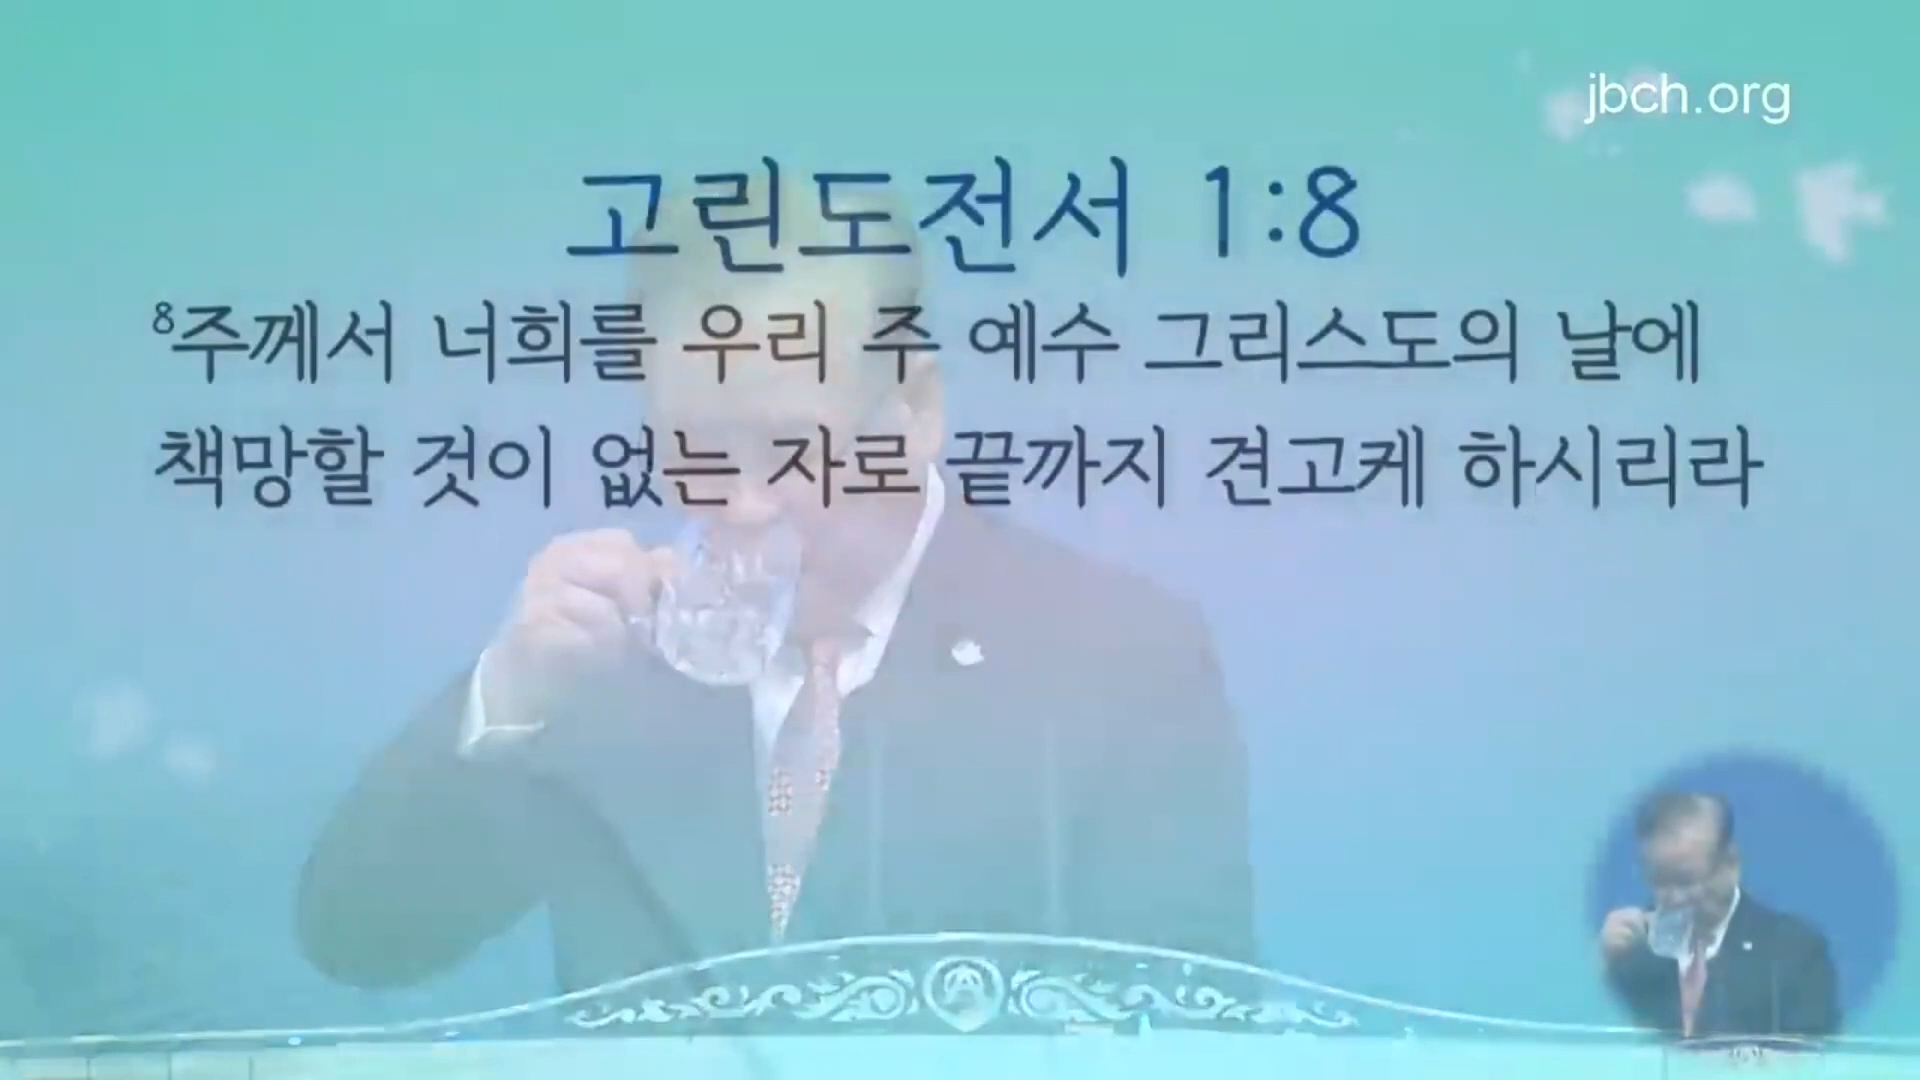 jbch.org
고린도전서 1:8
8주께서 너희를 우리 주 예수 그리스도의 날에
책망할 것이 없는 자로 끝까지 견고케 하시리라